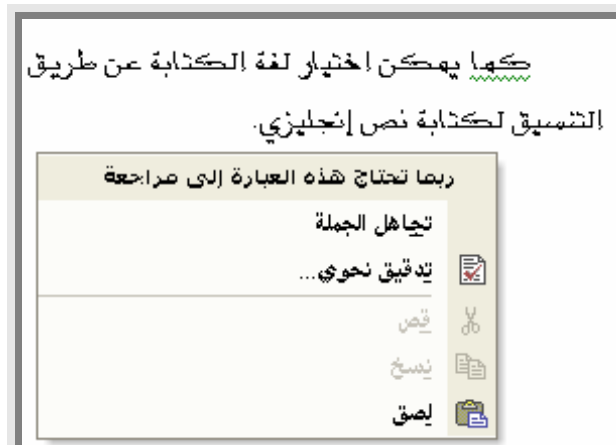 كما يمكن اختيار لغة الكتابة عن طريق
التنسيق لكتابة نص إنجليزي.
ربما تحتاج هذه العبارة إلى مراجعة
تجاهل الجملة
تدقيق نحوي...
قص
نسخ
لصق